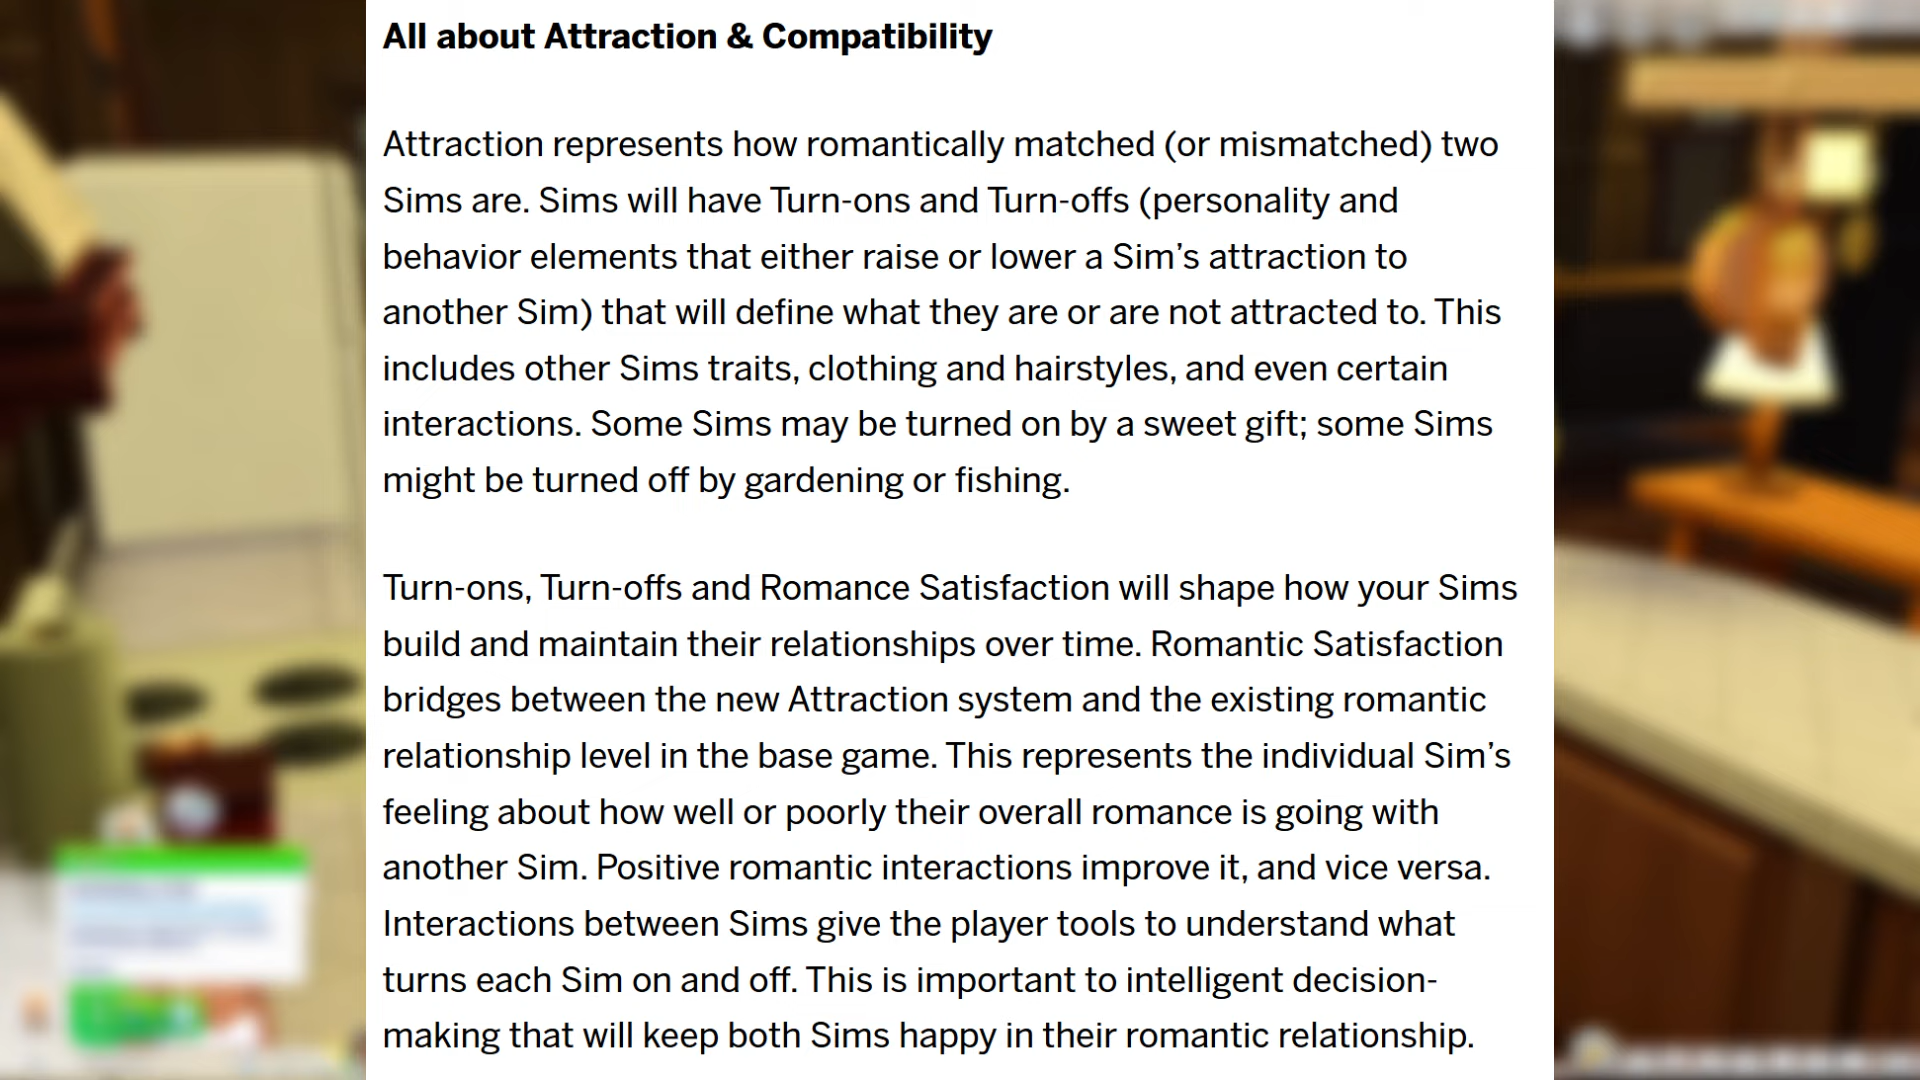 All about Attraction & Compatibility
Attraction represents how romantically matched (or mismatched) two
Sims are. Sims will have Turn-ons and Turn-offs (personality and
behavior elements that either raise or lower a Sim’s attraction to
another Sim) that will define what they are or are not attracted to. This
includes other Sims traits, clothing and hairstyles, and even certain
interactions. Some Sims may be turned on by a sweet gift; some Sims
might be turned off by gardening or fishing.
Turn-ons, Turn-offs and Romance Satisfaction will shape how your Sims
build and maintain their relationships over time. Romantic Satisfaction
bridges between the new Attraction system and the existing romantic
relationship level in the base game. This represents the individual Sim’s
feeling about how well or poorly their overall romance is going with
another Sim. Positive romantic interactions improve it, and vice versa.
Interactions between Sims give the player tools to understand what
turns each Sim on and off. This is important to intelligent decision-
making that will keep both Sims happy in their romantic relationship.